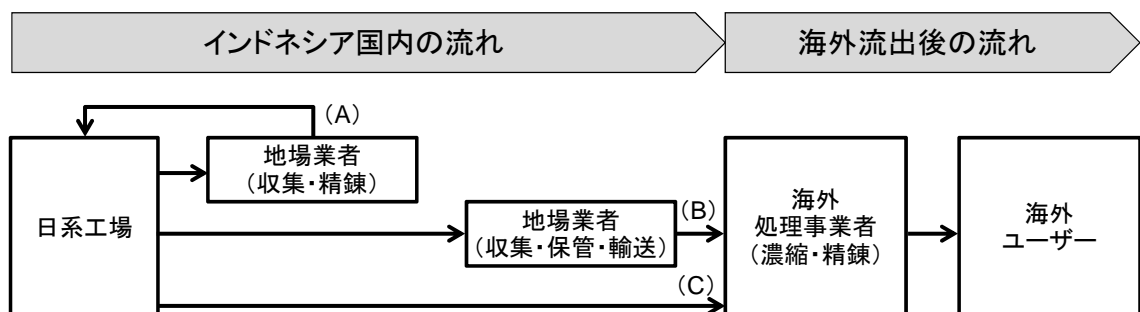 インドネシア国内の流れ
海外流出後の流れ
(A)
地場業者
(収集・精錬)
日系工場
地場業者
(収集・保管・輸送)
(B)
(C)
海外
処理事業者
(濃縮・精錬)
海外
ユーザー